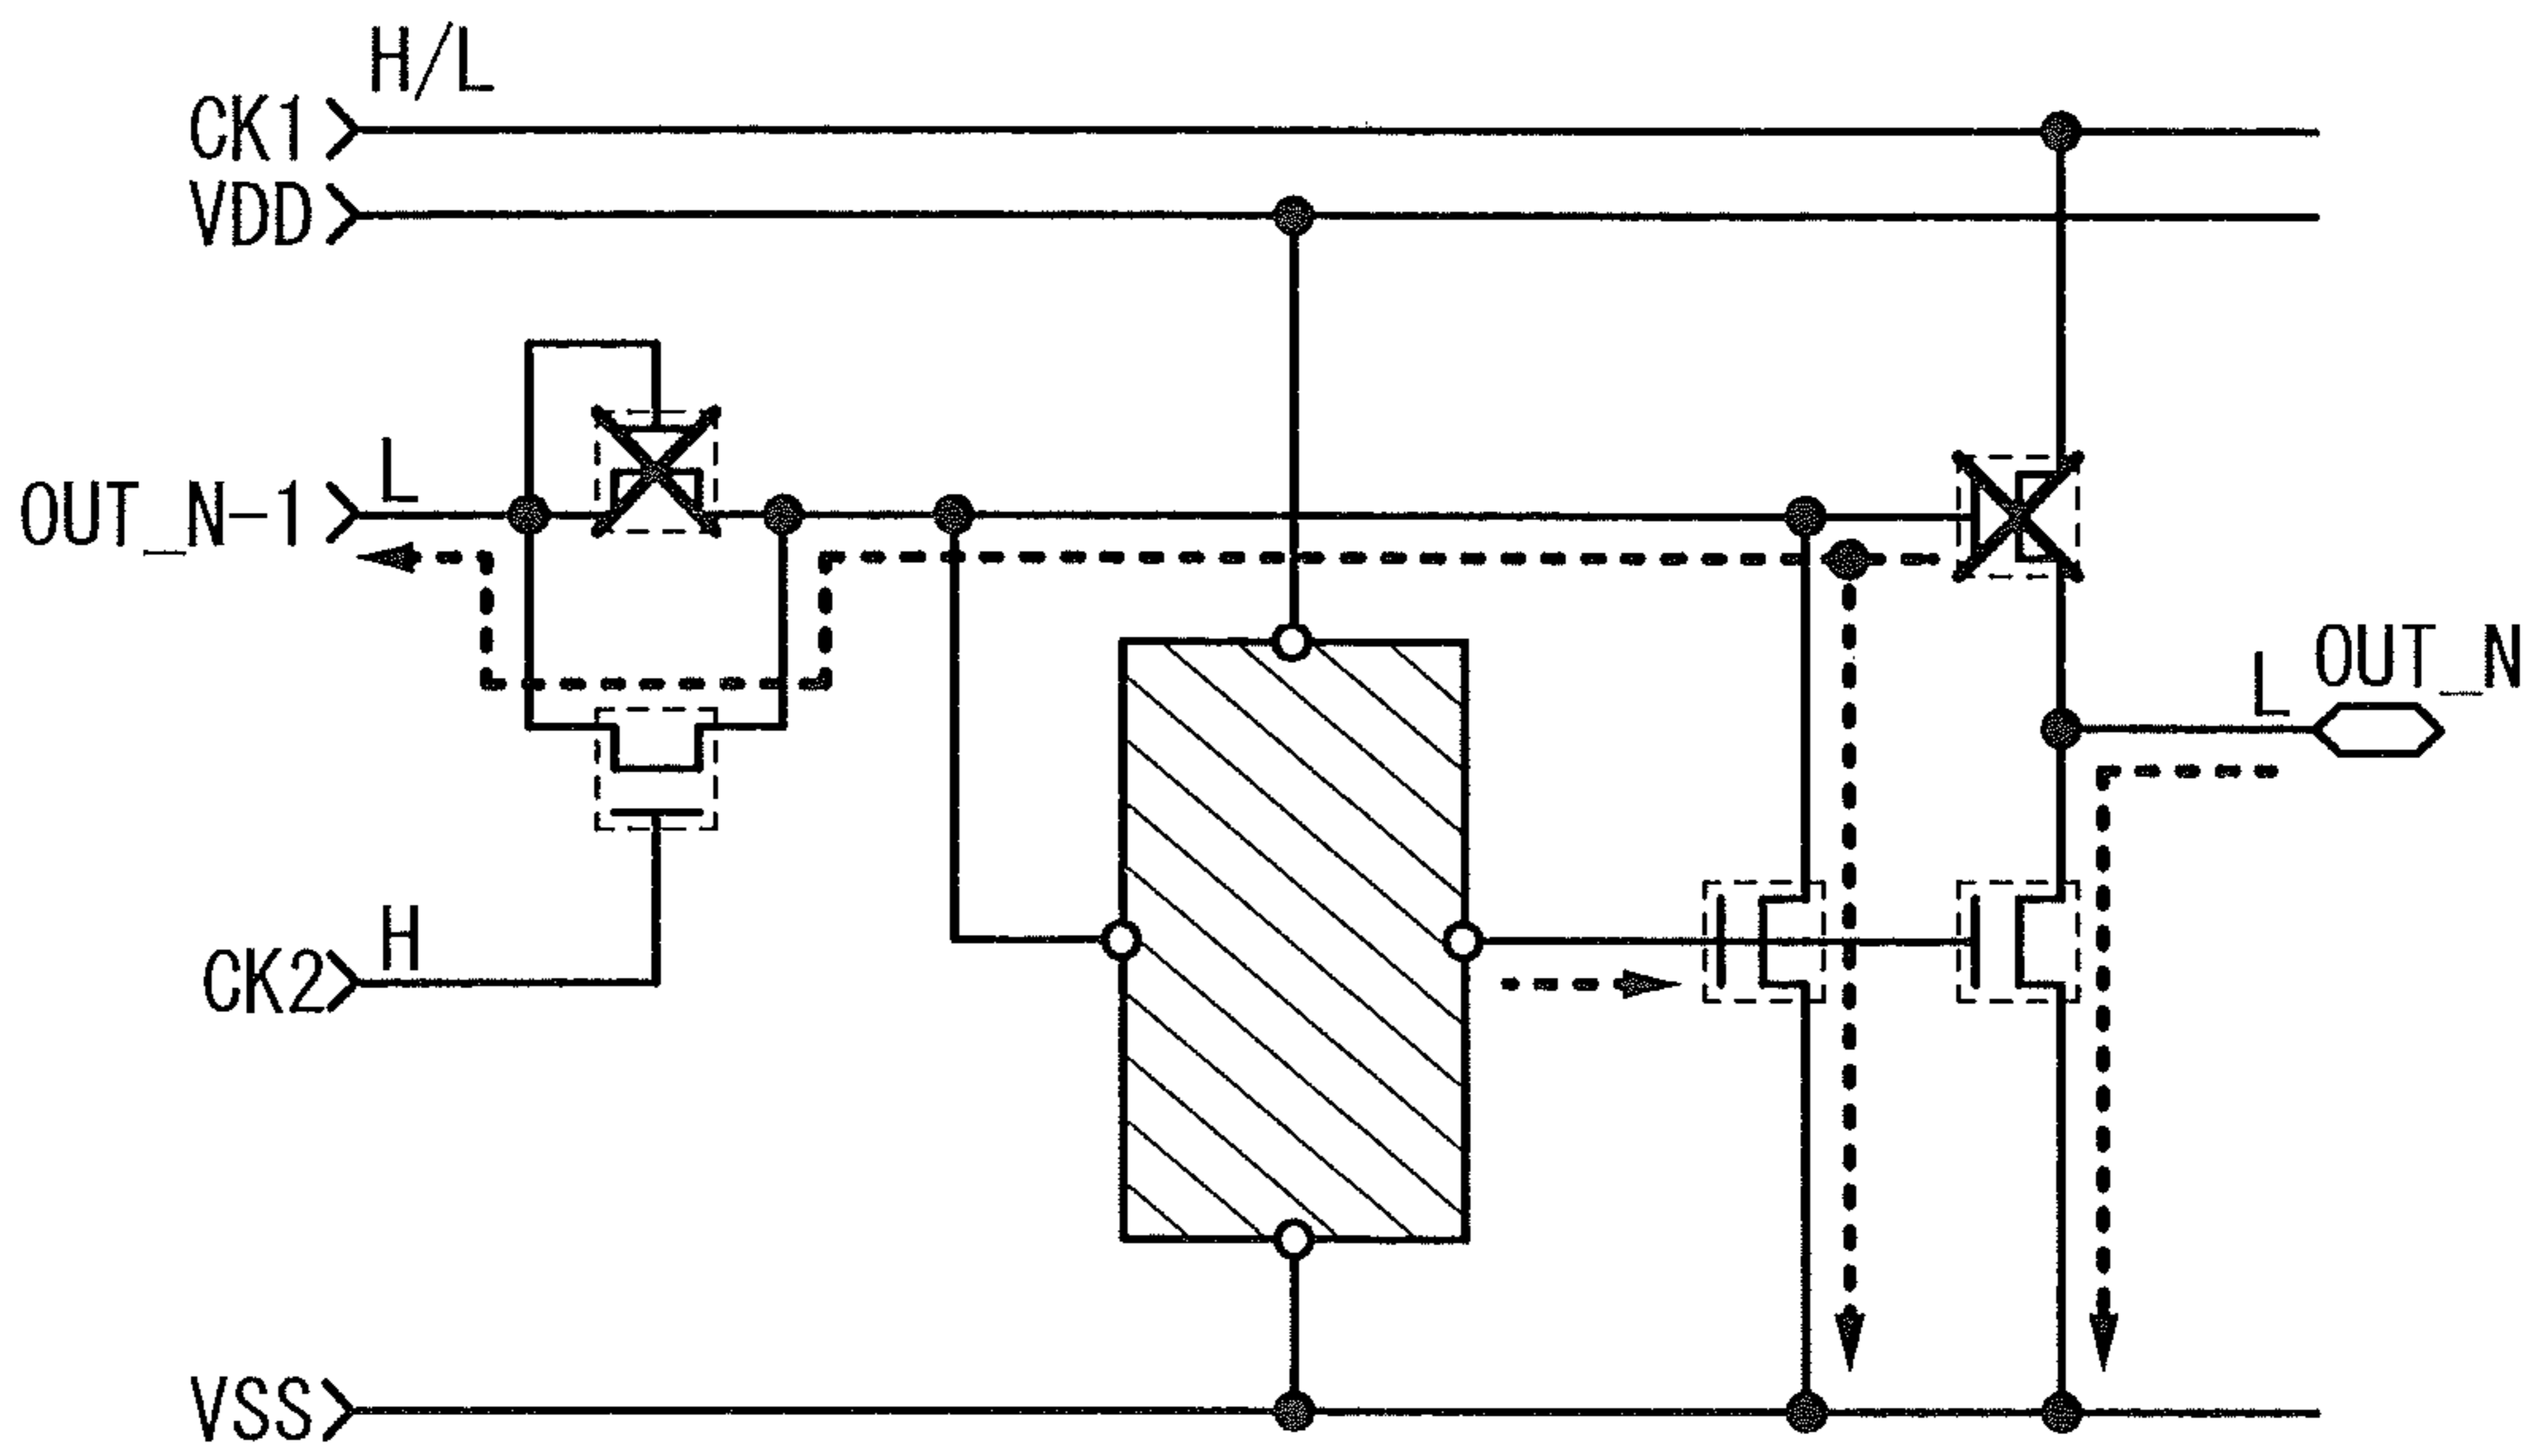 H/L
CK1
VDD
L
OUT_N-1
L
OUT_N
H
CK2
VSS